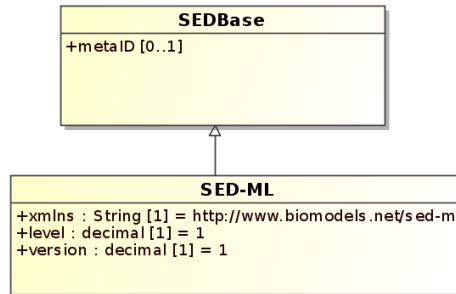 SEDBase
+metaID [0..1]
SED-ML
+xmlns : String [1] = http://www.biomodels.net/sed-m
+level : decimal [1] = 1
+version : decimal [1] = 1